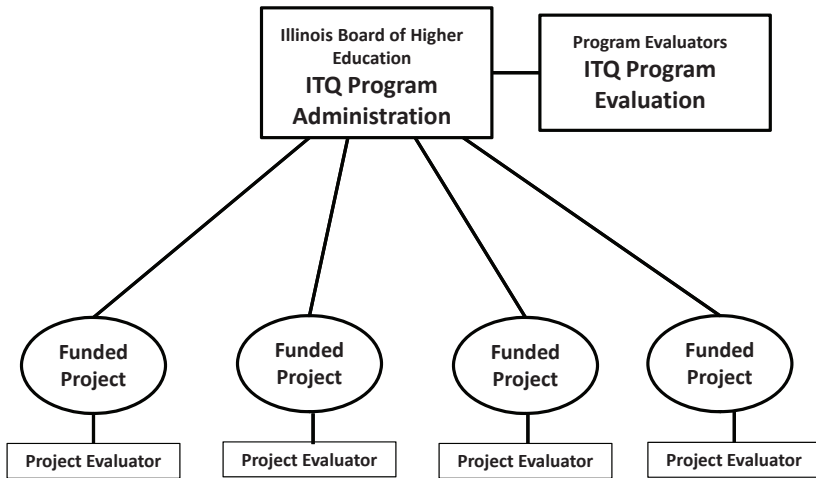 Illinois Board of Higher
Education
ITQ Program
Administration
Program Evaluators
ITQ Program
Evaluation
Funded
Project
Funded
Project
Funded
Project
Funded
Project
Project Evaluator
Project Evaluator
Project Evaluator
Project Evaluator